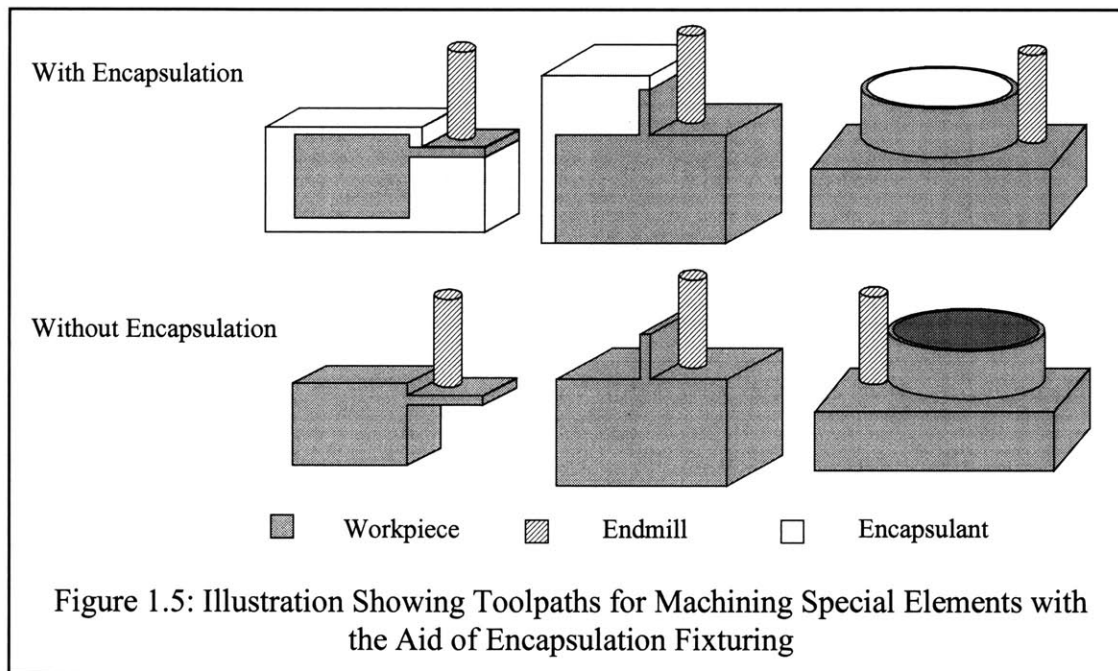 With Encapsulation
Without Encapsulation
Workpiece Endmill Encapsulant
Figure 1.5: Illustration Showing Toolpaths for Machining Special Elements with
the Aid of Encapsulation Fixturing